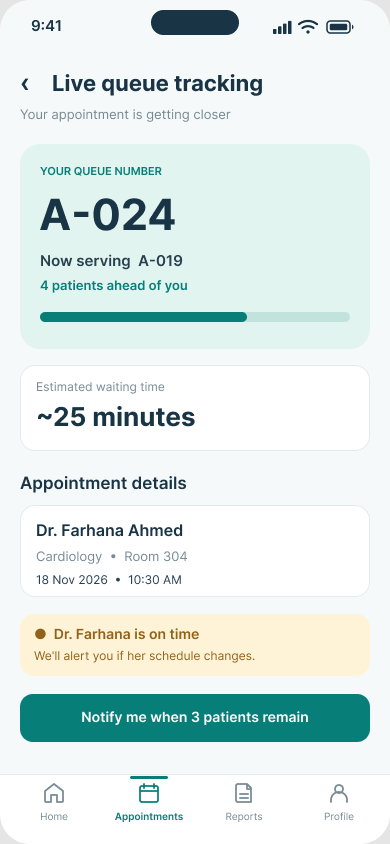 9:41
‹ Live queue tracking
Your appointment is getting closer
YOUR QUEUE NUMBER
A-024
Now serving A-019
4 patients ahead of you
Estimated waiting time
~25 minutes
Appointment details
Dr. Farhana Ahmed
Cardiology • Room 304
18 Nov 2026 • 10:30 AM
● Dr. Farhana is on time
We'll alert you if her schedule changes.
Notify me when 3 patients remain
Home Appointments Reports Profile